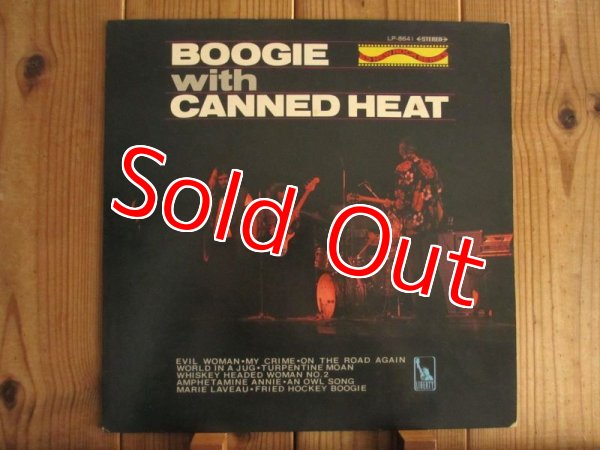 LP-8641 STEREO
BOOGIE
with
CANNED HEAT
Sold Out
EVIL WOMAN•MY CRIME•ON THE ROAD AGAIN
WORLD IN A JUG•TURPENTINE MOAN
WHISKEY HEADED WOMAN NO.2
AMPHETAMINE ANNIE•AN OWL SONG
MARIE LAVEAU•FRIED HOCKEY BOOGIE
LIBERTY